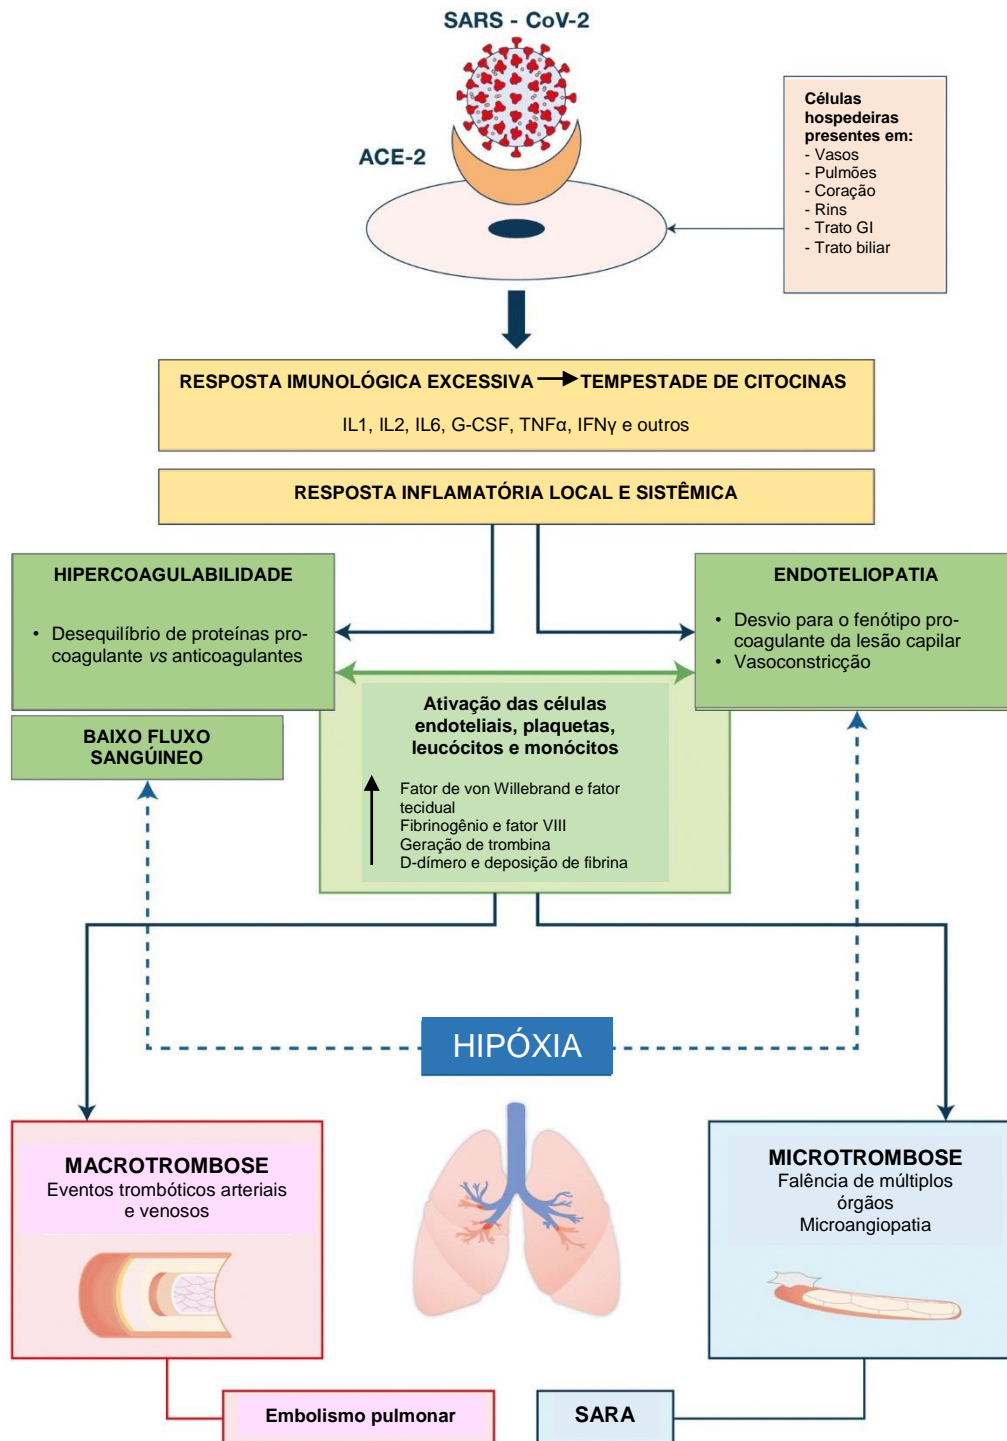 SARS - CoV-2
ACE-2
Células
hospedeiras
presentes em:
- Vasos
- Pulmões
- Coração
- Rins
- Trato GI
- Trato biliar
RESPOSTA IMUNOLÓGICA EXCESSIVA → TEMPESTADE DE CITOCINAS
IL1, IL2, IL6, G-CSF, TNFα, IFNγ e outros
RESPOSTA INFLAMATÓRIA LOCAL E SISTÊMICA
HIPERCOAGULABILIDADE
• Desequilíbrio de proteínas pro-
coagulante vs anticoagulantes
ENDOTELIOPATIA
• Desvio para o fenótipo pro-
coagulante da lesão capilar
• Vasoconstricção
BAIXO FLUXO
SANGÚINEO
Ativação das células
endoteliais, plaquetas,
leucócitos e monócitos
Fator de von Willebrand e fator
tecidual
Fibrinogênio e fator VIII
Geração de trombina
D-dímero e deposição de fibrina
HIPÓXIA
MACROTROMBOSE
Eventos trombóticos arteriais
e venosos
MICROTROMBOSE
Falência de múltiplos
órgãos
Microangiopatia
Embolismo pulmonar
SARA